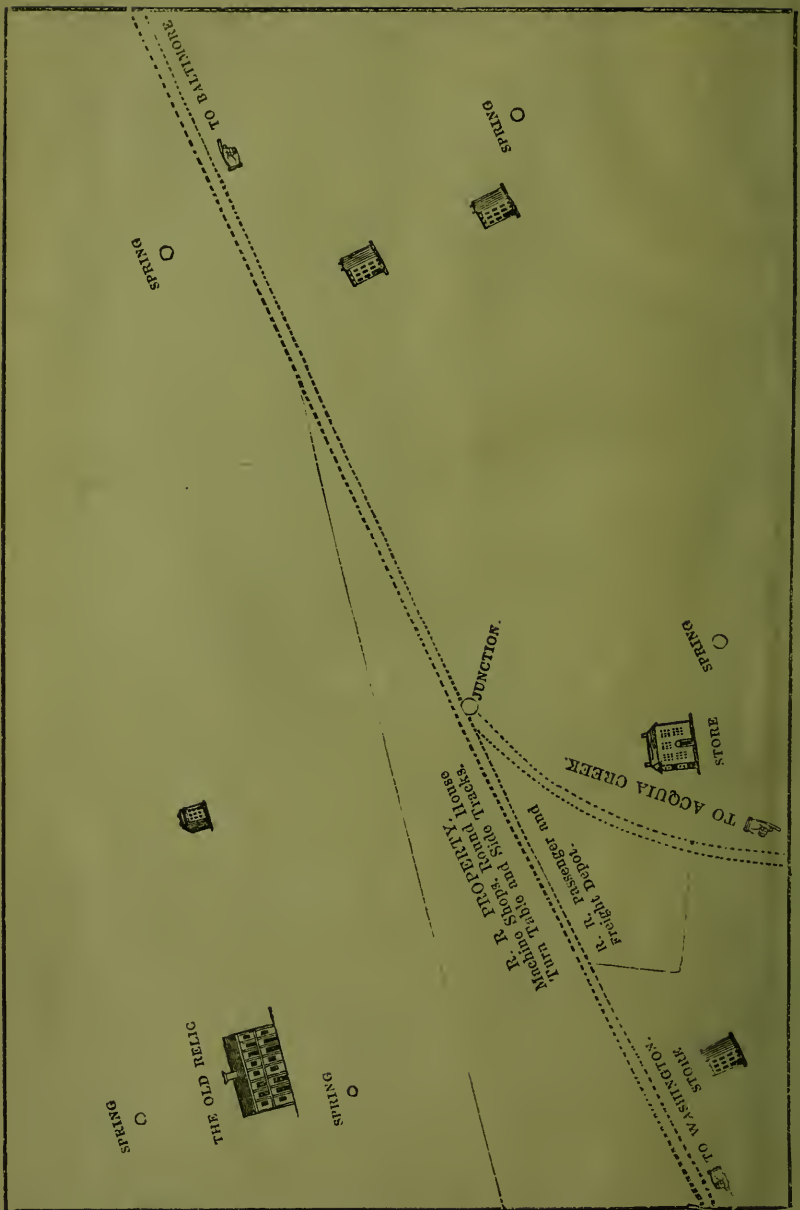 TO BALTIMORE
SPRING
SPRING
JUNCTION.
SPRING
STORE
TO ACQUIA CREEK.
R. R. PROPERTY,
Machine Shops, Round House
Turn Table and Side Tracks.
R. R. Passenger and
Freight Depot.
THE OLD RELIC
SPRING
SPRING
STORE
TO WASHINGTON.